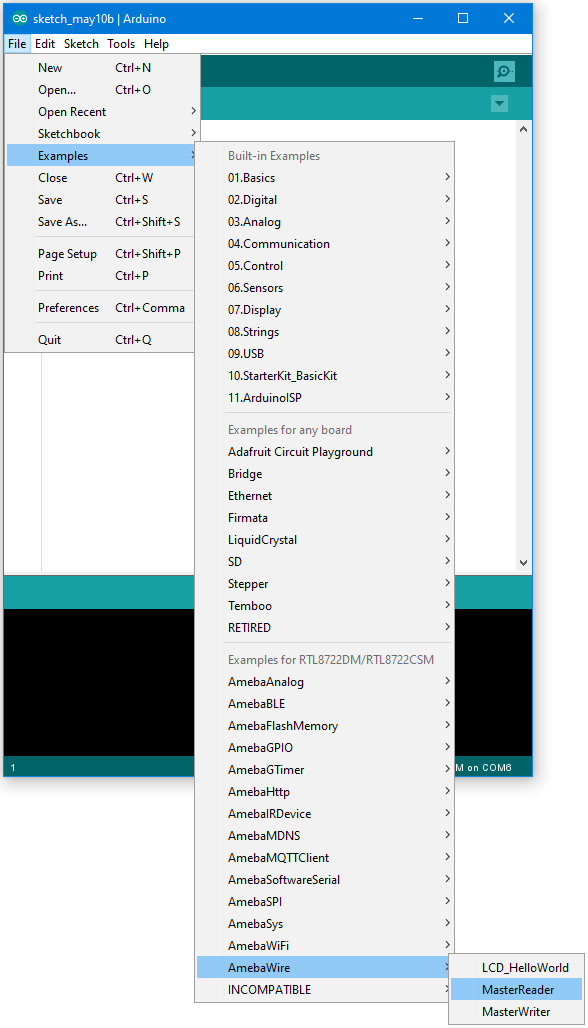 sketch_may10b | Arduino
File Edit Sketch Tools Help
New Ctrl+N
Open... Ctrl+O
Open Recent
Sketchbook
Examples
Close Ctrl+W
Save Ctrl+S
Save As... Ctrl+Shift+S
Page Setup Ctrl+Shift+P
Print Ctrl+P
Preferences Ctrl+Comma
Quit Ctrl+Q
Built-in Examples
01.Basics
02.Digital
03.Analog
04.Communication
05.Control
06.Sensors
07.Display
08.Strings
09.USB
10.StarterKit_BasicKit
11.ArduinoISP
Examples for any board
Adafruit Circuit Playground
Bridge
Ethernet
Firmata
LiquidCrystal
SD
Stepper
Temboo
RETIRED
Examples for RTL8722DM/RTL8722CSM
AmebaAnalog
AmebaBLE
AmebaFlashMemory
AmebaGPIO
AmebaGTimer
AmebaHttp
AmebaIRDevice
AmebaMDNS
AmebaMQTTClient
AmebaSoftwareSerial
AmebaSPI
AmebaSys
AmebaWiFi
AmebaWire
INCOMPATIBLE
LCD_HelloWorld
MasterReader
MasterWriter
1 M on COM6